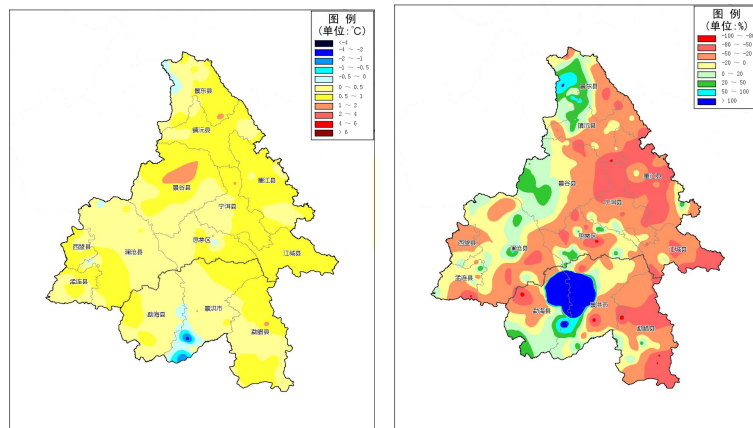 图 例
(单位:℃)
<-4
-4 ~ -2
-2 ~ -1
-1 ~ -0.5
-0.5 ~ 0
0 ~ 0.5
0.5 ~ 1
1 ~ 2
2 ~ 4
4 ~ 6
> 6
景东县
镇沅县
景谷县
墨江县
宁洱县
思茅区
江城县
西盟县
澜沧县
孟连县
勐海县
景洪市
勐腊县
图 例
(单位:%)
-100 ~ -80
-80 ~ -50
-50 ~ -20
-20 ~ 0
0 ~ 20
20 ~ 50
50 ~ 100
> 100
景东县
镇沅县
景谷县
墨江县
宁洱县
思茅区
江城县
西盟县
澜沧县
孟连县
勐海县
景洪市
勐腊县